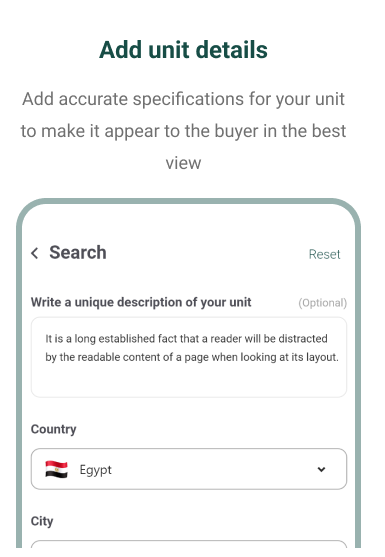 Add unit details
Add accurate specifications for your unit
to make it appear to the buyer in the best
view
Search
Reset
Write a unique description of your unit
(Optional)
It is a long established fact that a reader will be distracted
by the readable content of a page when looking at its layout.
Country
Egypt
City